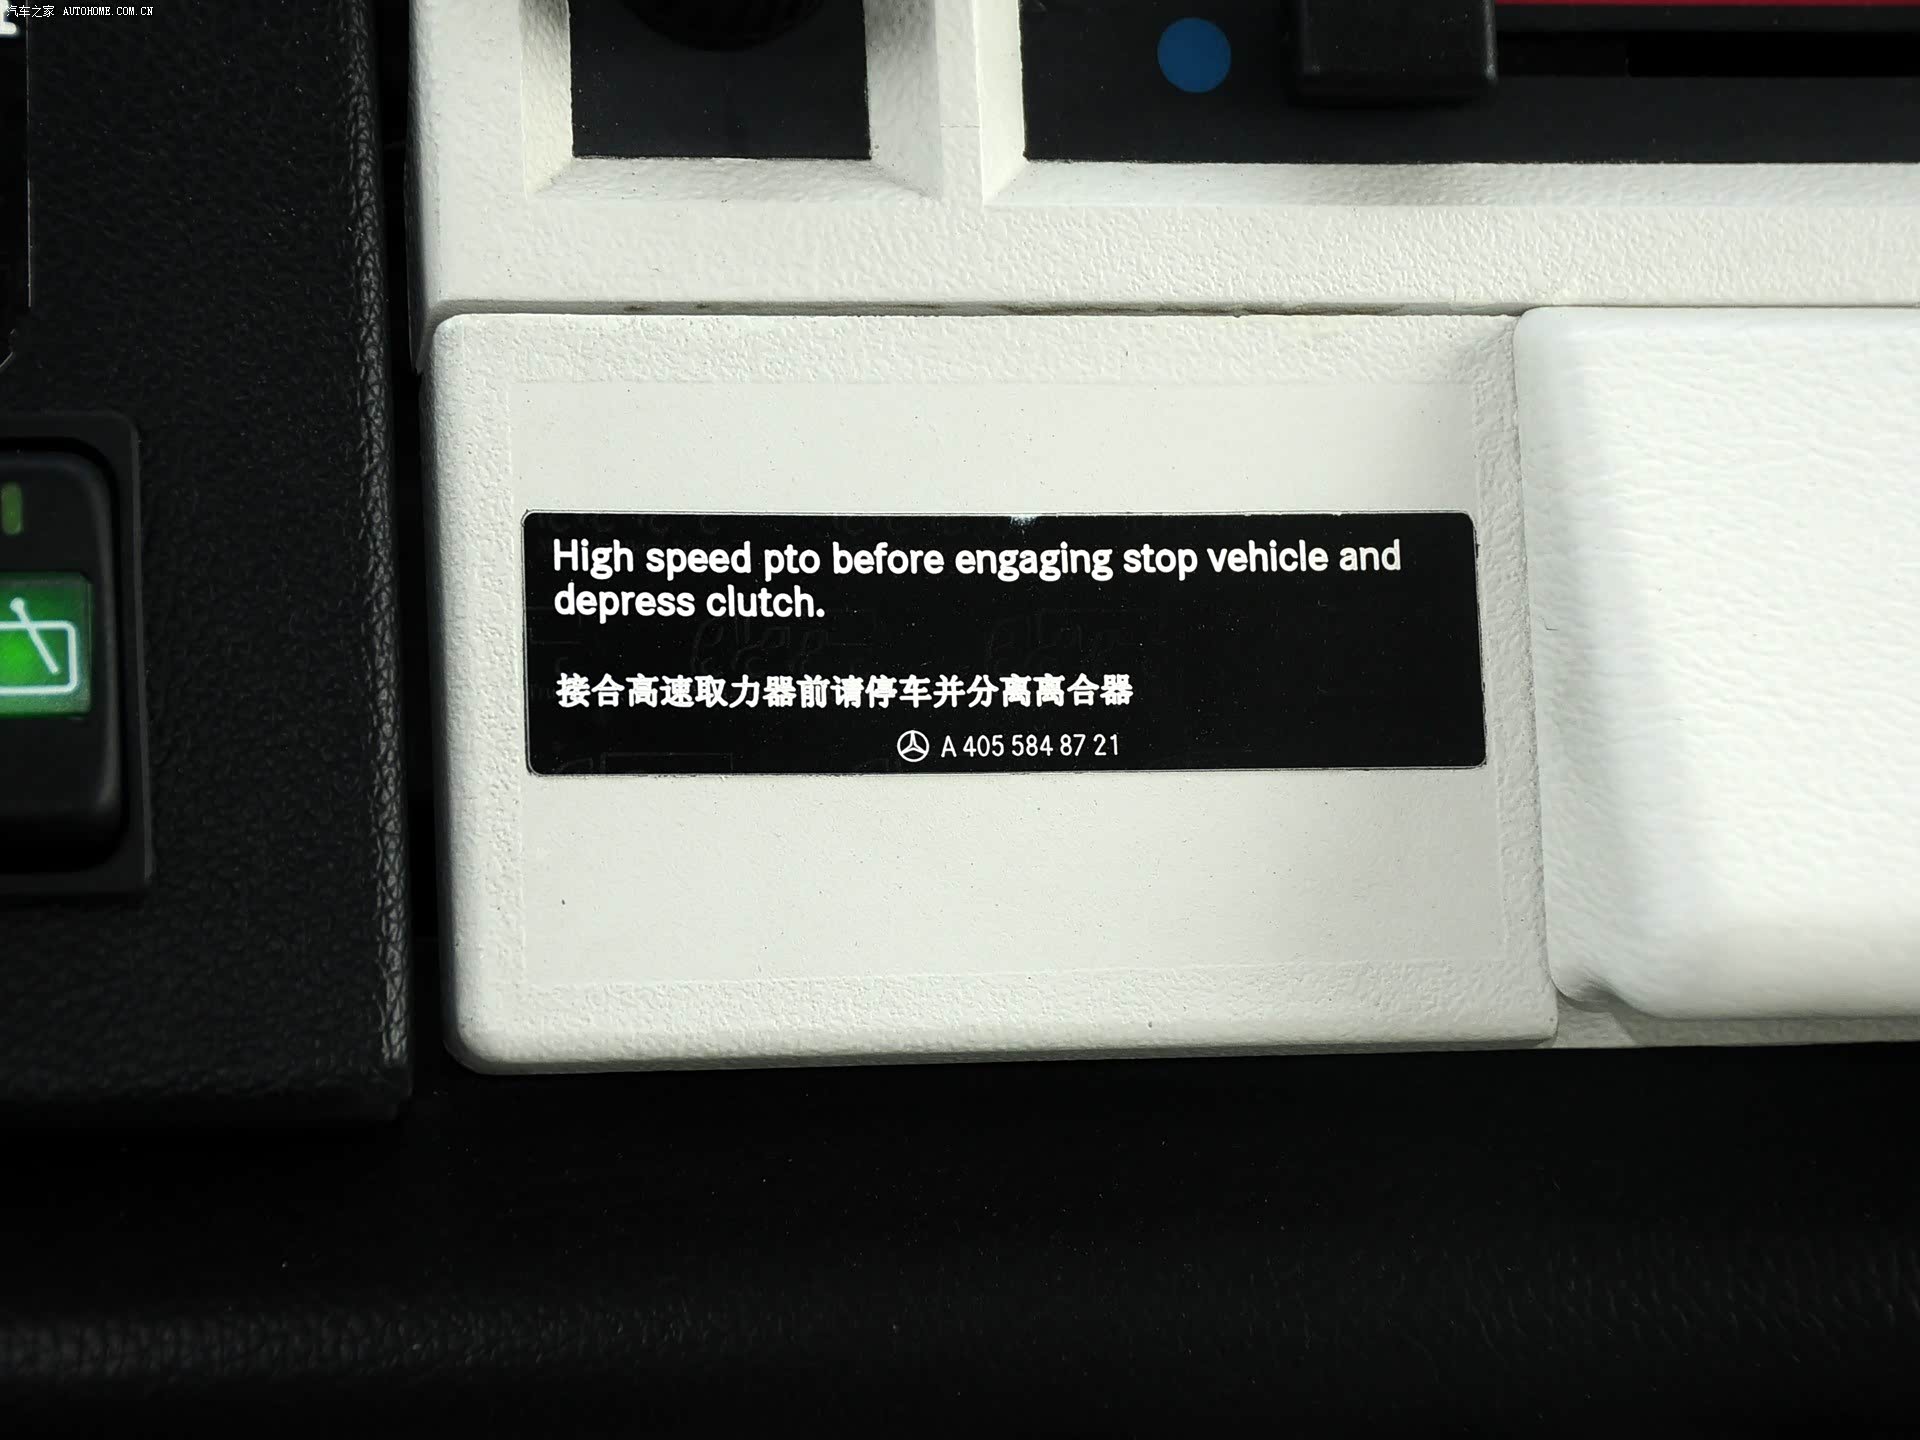 汽车之家 AUTOHOME.COM.CN
High speed pto before engaging stop vehicle and
depress clutch.
接合高速取力器前请停车并分离离合器
A 405 584 87 21